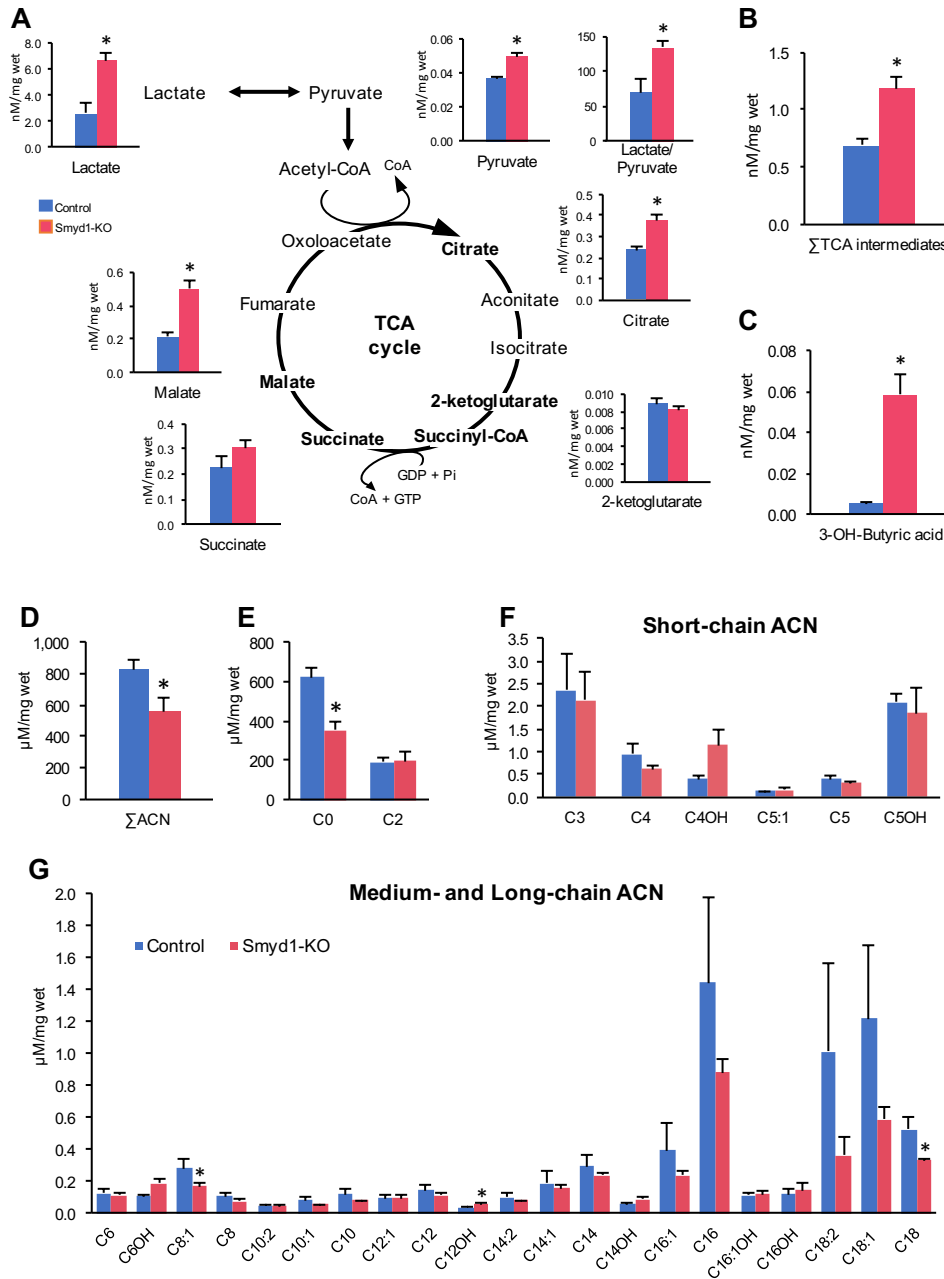 A
B
8.0
6.0
4.0
2.0
0.0
nM/mg wet
*
Lactate
Lactate
Pyruvate
0.06
0.04
0.02
0.00
nM/mg wet
*
Pyruvate
150
100
50
0
*
Lactate/
Pyruvate
1.5
1.0
0.5
0.0
nM/mg wet
*
∑TCA intermediates
Control
Smyd1-KO
Acetyl-CoA
CoA
Oxoloacetate
Citrate
Aconitate
Isocitrate
2-ketoglutarate
Succinyl-CoA
GDP + Pi
CoA + GTP
Succinate
Malate
Fumarate
TCA
cycle
0.6
0.4
0.2
0.0
nM/mg wet
*
Malate
0.4
0.3
0.2
0.1
0.0
nM/mg wet
Succinate
0.5
0.4
0.3
0.2
0.1
0.0
nM/mg wet
*
Citrate
0.010
0.008
0.006
0.004
0.002
0.000
nM/mg wet
2-ketoglutarate
C
0.08
0.06
0.04
0.02
0.00
nM/mg wet
*
3-OH-Butyric acid
D
1,000
800
600
400
200
0
µM/mg wet
*
∑ACN
E
800
600
400
200
0
µM/mg wet
*
C0 C2
F
Short-chain ACN
3.5
3.0
2.5
2.0
1.5
1.0
0.5
0.0
µM/mg wet
C3 C4 C4OH C5:1 C5 C5OH
G
Medium- and Long-chain ACN
Control Smyd1-KO
2.0
1.8
1.6
1.4
1.2
1.0
0.8
0.6
0.4
0.2
0.0
µM/mg wet
* * *
C6 C6OH C8:1 C8 C10:2 C10:1 C10 C12:1 C12 C12OH C14:2 C14:1 C14 C14OH C16:1 C16 C16:1OH C16OH C18:2 C18:1 C18